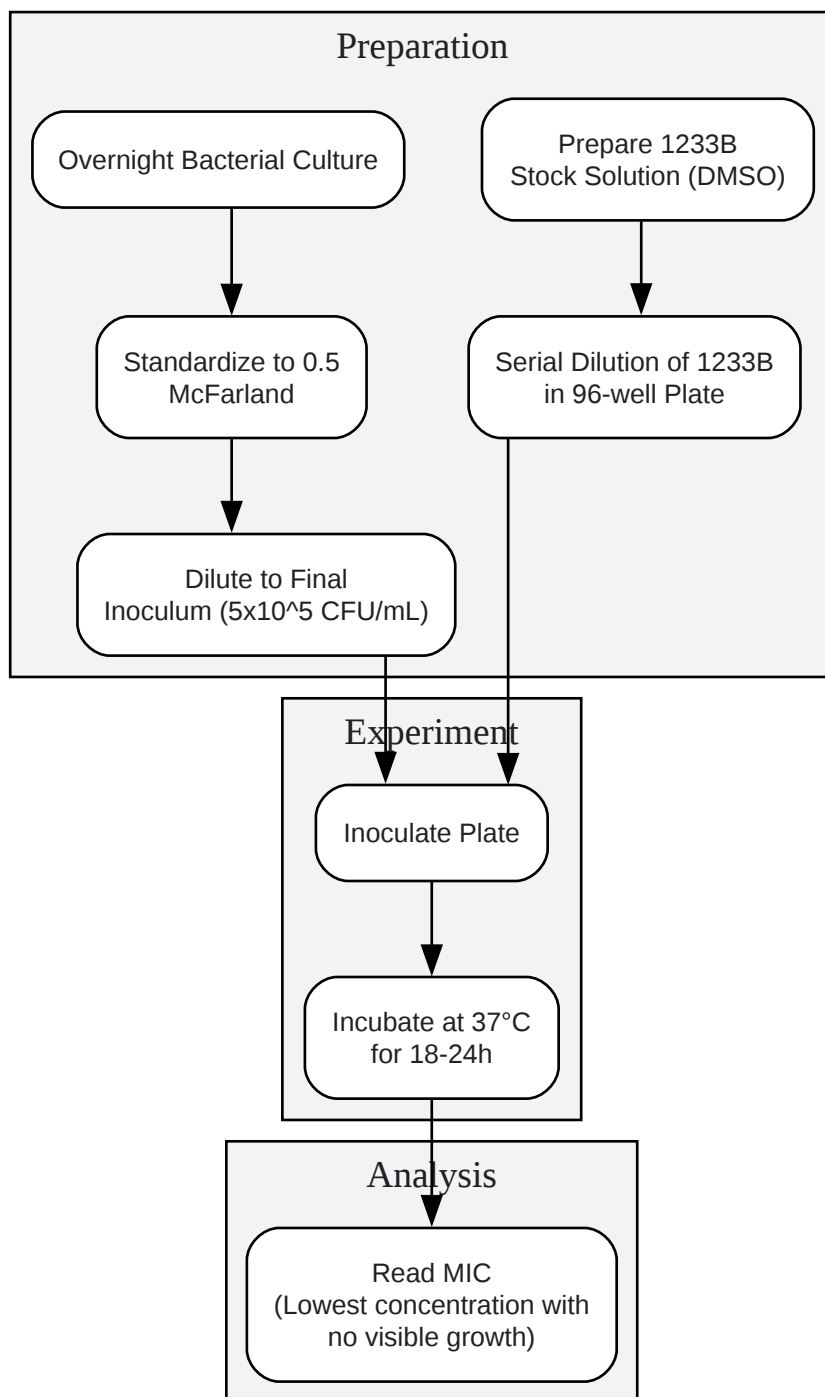 Preparation
Overnight Bacterial Culture
Prepare 1233B
Stock Solution (DMSO)
Standardize to 0.5
McFarland
Serial Dilution of 1233B
in 96-well Plate
Dilute to Final
Inoculum (5x10^5 CFU/mL)
Experiment
Inoculate Plate
Incubate at 37°C
for 18-24h
Analysis
Read MIC
(Lowest concentration with
no visible growth)